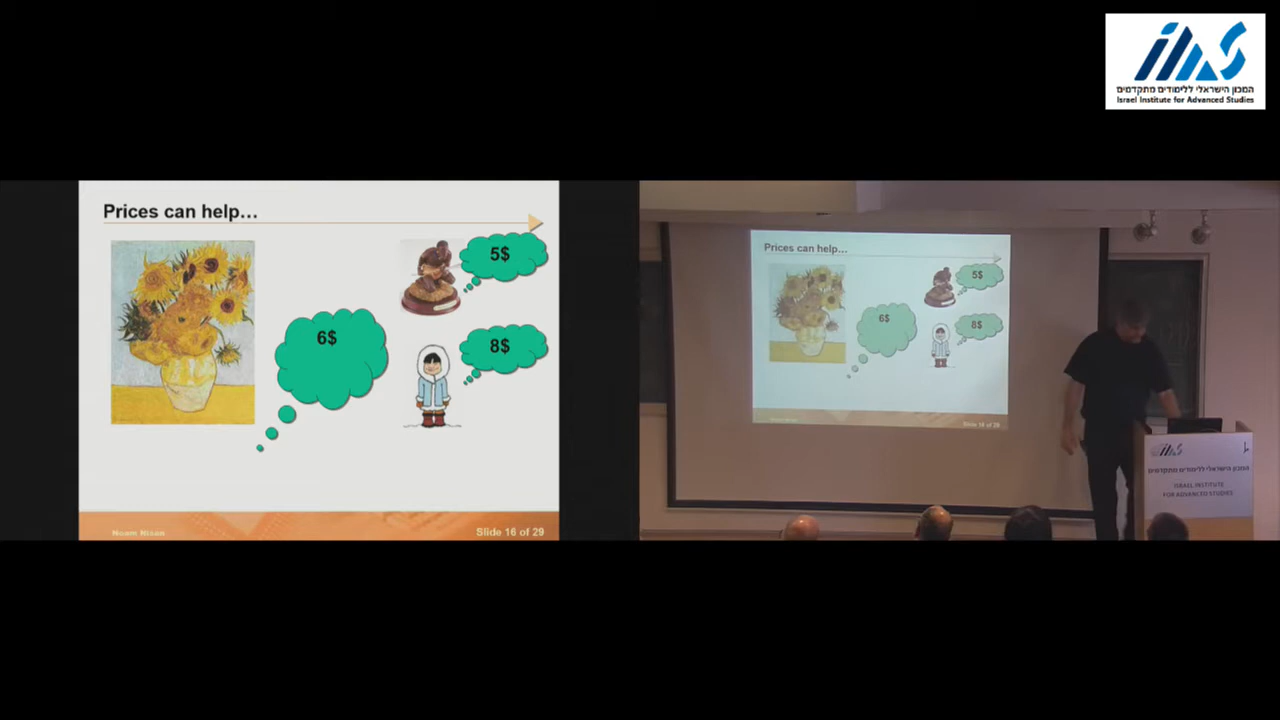 המכון הישראלי ללימודים מתקדמים
Israel Institute for Advanced Studies
Prices can help...
5$
6$
8$
Noam Nisan
Slide 16 of 29
Prices can help...
5$
6$
8$
Slide 16 of 29
המכון הישראלי ללימודים מתקדמים
ISRAEL INSTITUTE
FOR ADVANCED STUDIES